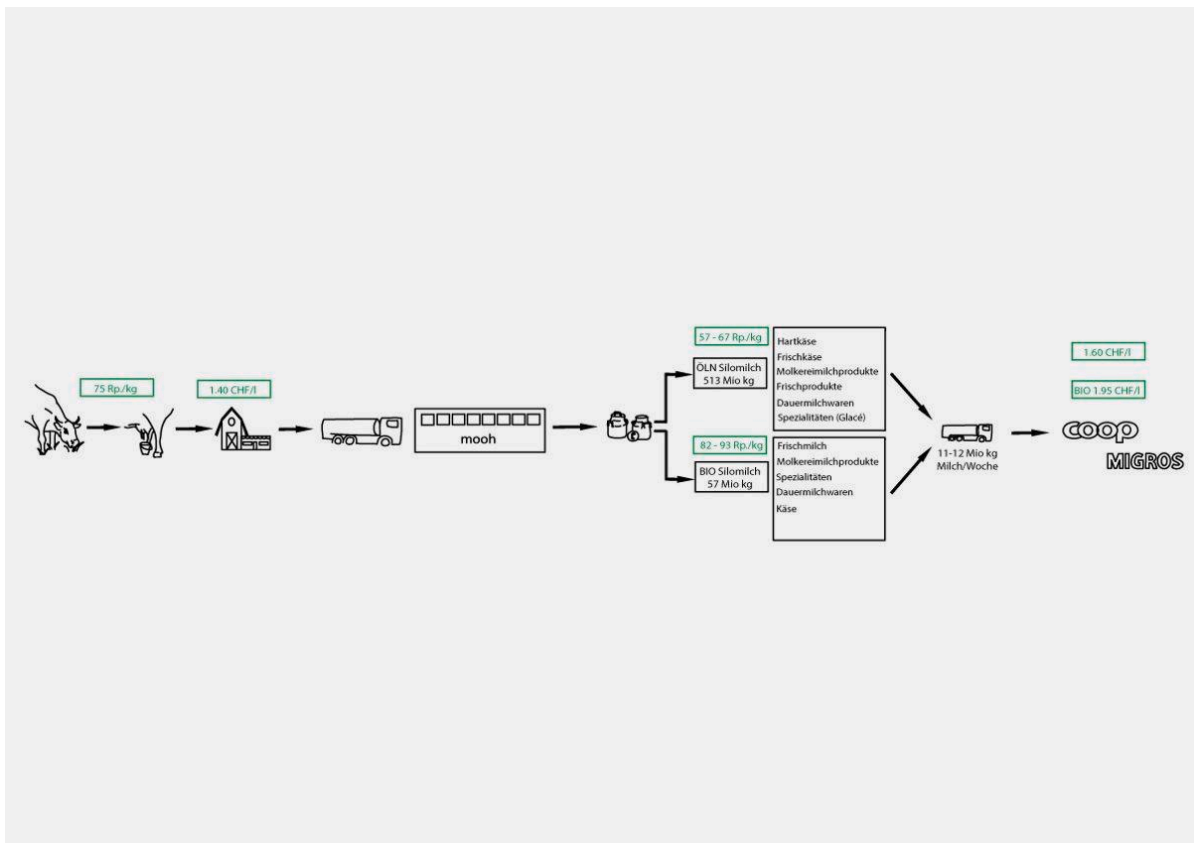 75 Rp./kg
1.40 CHF/l
mooh
57 - 67 Rp./kg
ÖLN Silomilch
513 Mio kg
Hartkäse
Frischkäse
Molkereimilchprodukte
Frischprodukte
Dauermilchwaren
Spezialitäten (Glacé)
82 - 93 Rp./kg
BIO Silomilch
57 Mio kg
Frischmilch
Molkereimilchprodukte
Spezialitäten
Dauermilchwaren
Käse
11-12 Mio kg
Milch/Woche
1.60 CHF/l
BIO 1.95 CHF/l
coop
MIGROS